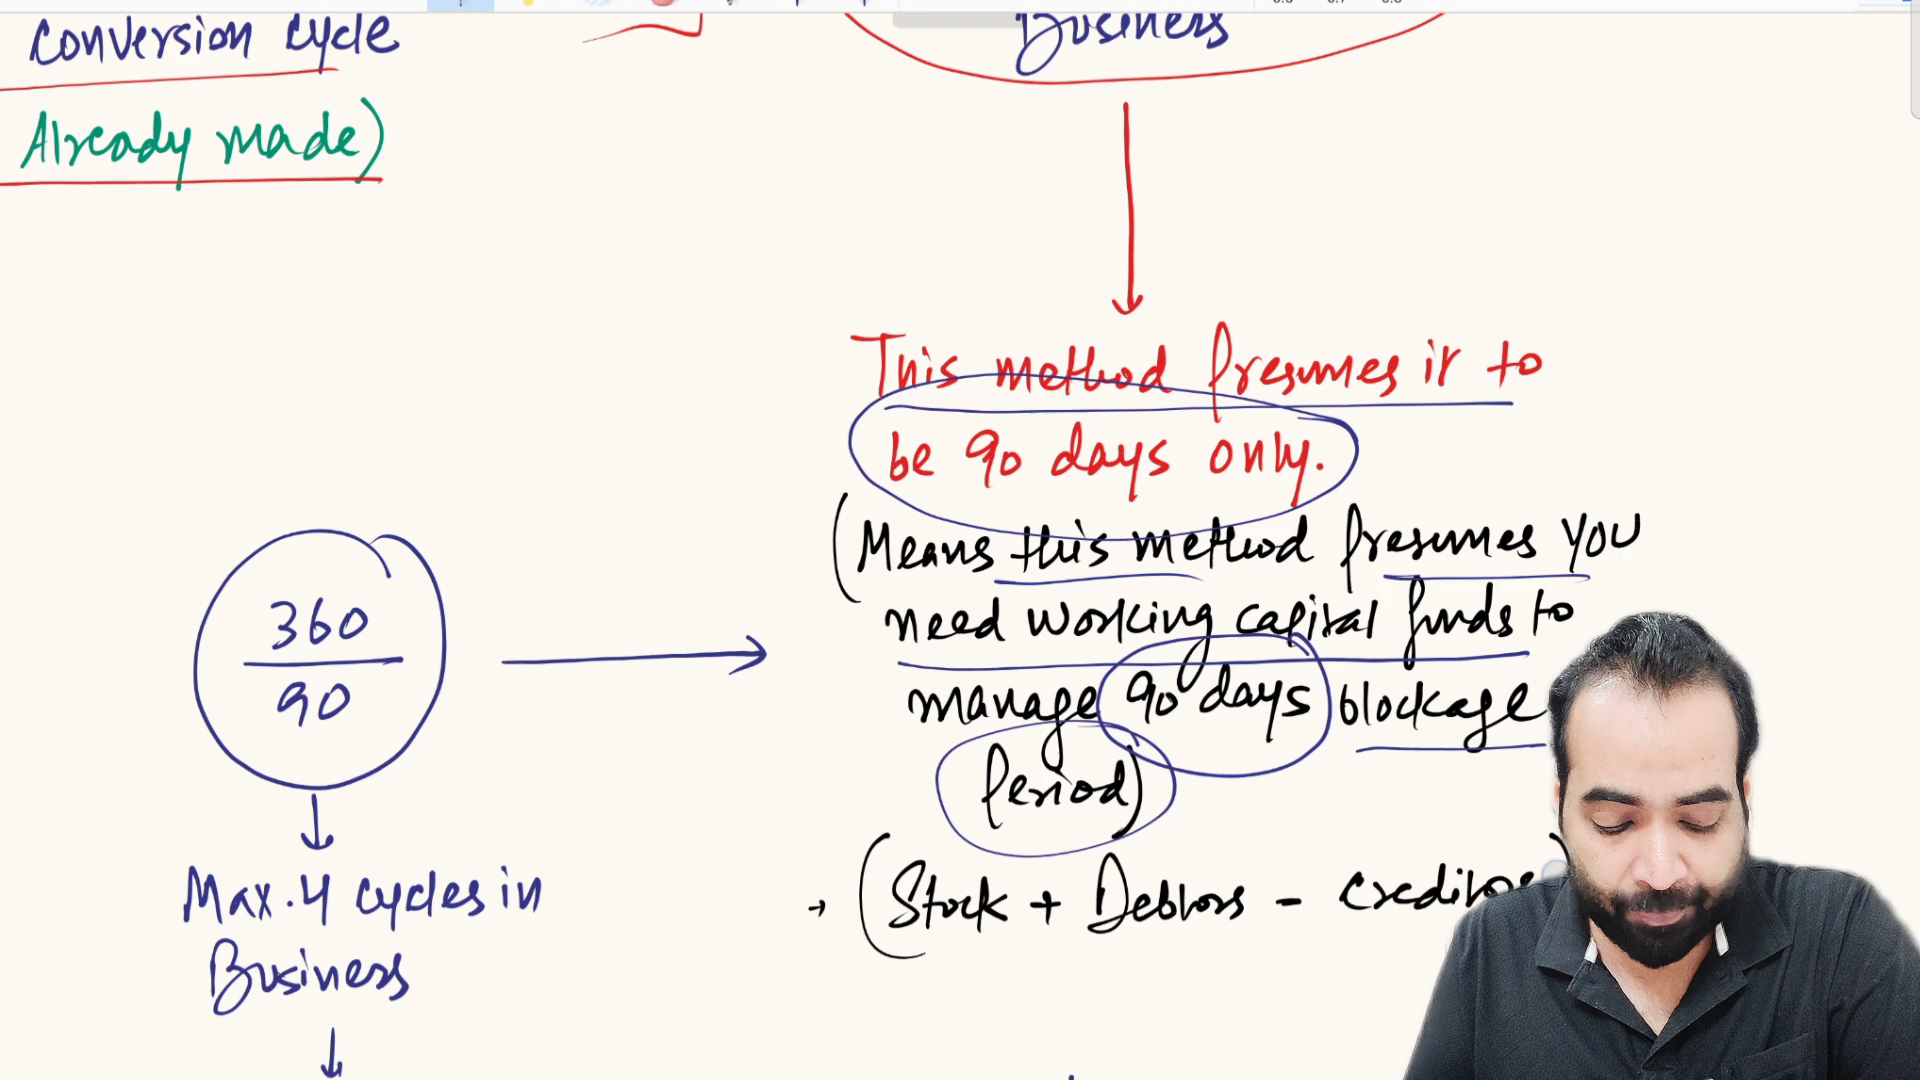 Conversion cycle
Already made)
Business
This method presumes it to
be 90 days only.
(Means this method presumes you
need working capital funds to
manage 90 days blockage
Period)
→ (Stock + Debtors - creditors)
360
90
Max. 4 cycles in
Business